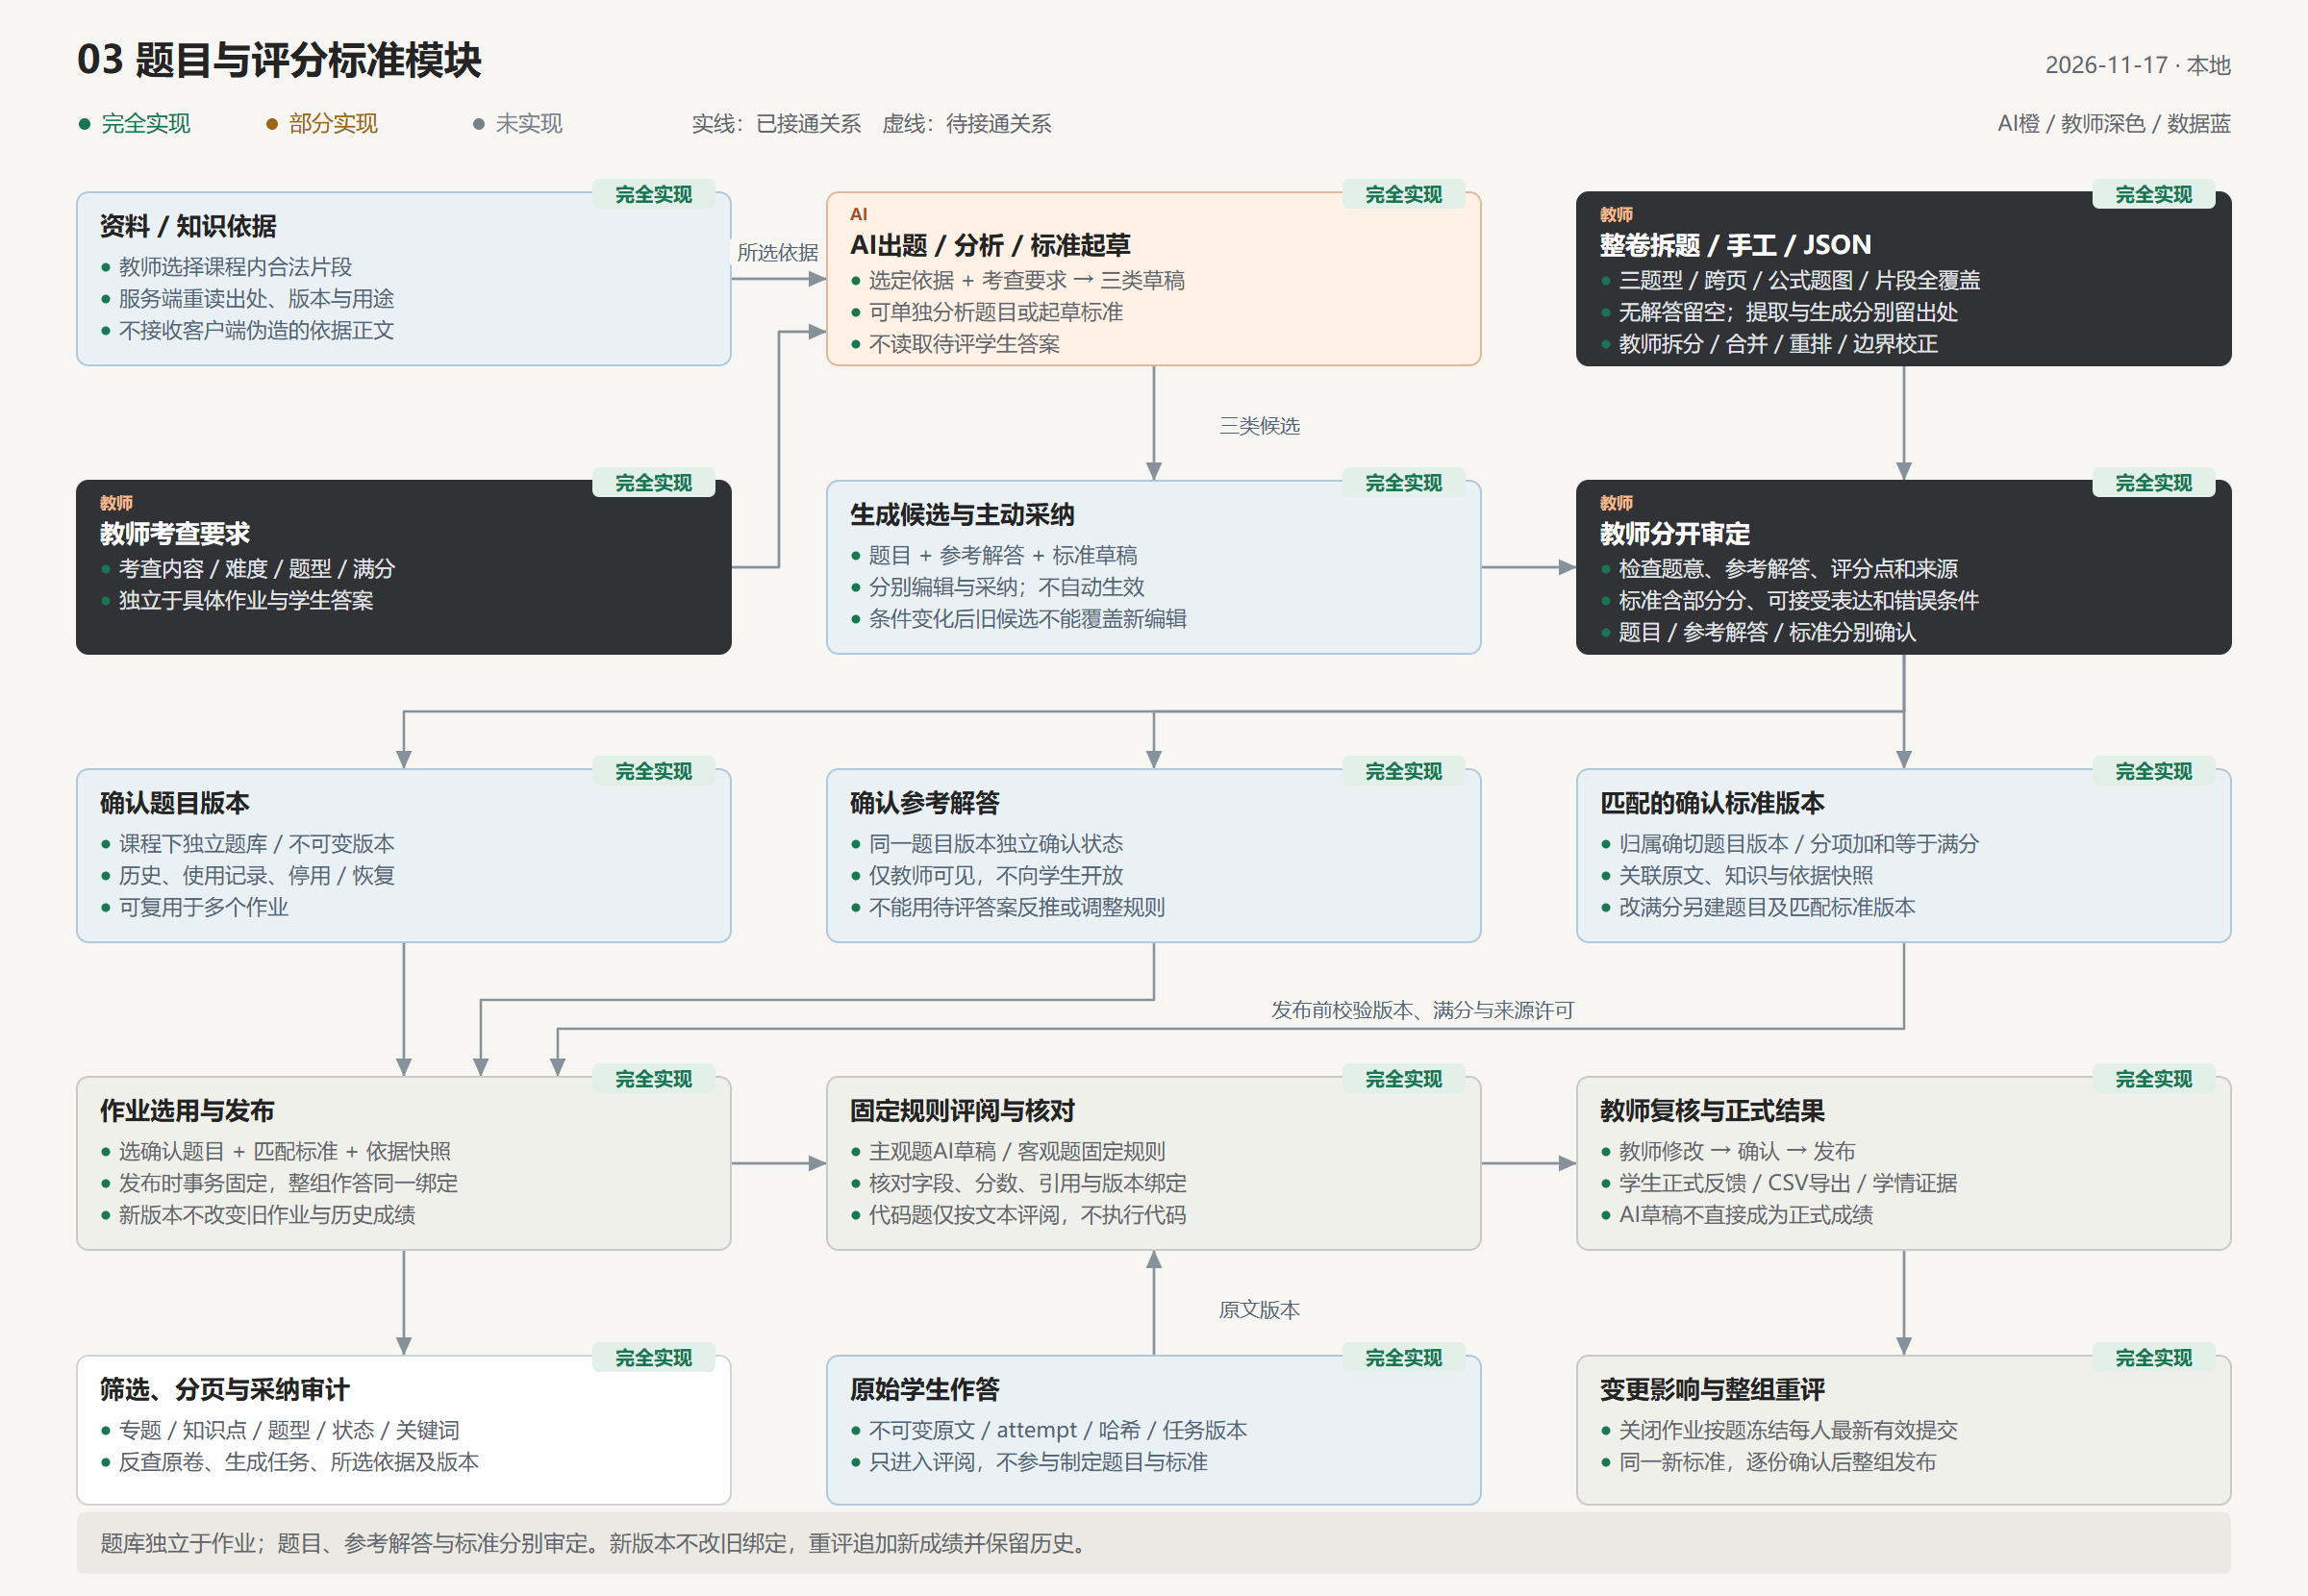 03 题目与评分标准模块
2026-11-17 · 本地
完全实现
部分实现
未实现
实线：已接通关系 虚线：待接通关系
AI橙 / 教师深色 / 数据蓝
完全实现
资料 / 知识依据
教师选择课程内合法片段
服务端重读出处、版本与用途
不接收客户端伪造的依据正文
所选依据
完全实现
AI
AI出题 / 分析 / 标准起草
选定依据 + 考查要求 → 三类草稿
可单独分析题目或起草标准
不读取待评学生答案
完全实现
教师
整卷拆题 / 手工 / JSON
三题型 / 跨页 / 公式题图 / 片段全覆盖
无解答留空；提取与生成分别留出处
教师拆分 / 合并 / 重排 / 边界校正
三类候选
完全实现
教师
教师考查要求
考查内容 / 难度 / 题型 / 满分
独立于具体作业与学生答案
完全实现
生成候选与主动采纳
题目 + 参考解答 + 标准草稿
分别编辑与采纳；不自动生效
条件变化后旧候选不能覆盖新编辑
完全实现
教师
教师分开审定
检查题意、参考解答、评分点和来源
标准含部分分、可接受表达和错误条件
题目 / 参考解答 / 标准分别确认
完全实现
确认题目版本
课程下独立题库 / 不可变版本
历史、使用记录、停用 / 恢复
可复用于多个作业
完全实现
确认参考解答
同一题目版本独立确认状态
仅教师可见，不向学生开放
不能用待评答案反推或调整规则
完全实现
匹配的确认标准版本
归属确切题目版本 / 分项加和等于满分
关联原文、知识与依据快照
改满分另建题目及匹配标准版本
发布前校验版本、满分与来源许可
完全实现
作业选用与发布
选确认题目 + 匹配标准 + 依据快照
发布时事务固定，整组作答同一绑定
新版本不改变旧作业与历史成绩
完全实现
固定规则评阅与核对
主观题AI草稿 / 客观题固定规则
核对字段、分数、引用与版本绑定
代码题仅按文本评阅，不执行代码
完全实现
教师复核与正式结果
教师修改 → 确认 → 发布
学生正式反馈 / CSV导出 / 学情证据
AI草稿不直接成为正式成绩
原文版本
完全实现
筛选、分页与采纳审计
专题 / 知识点 / 题型 / 状态 / 关键词
反查原卷、生成任务、所选依据及版本
完全实现
原始学生作答
不可变原文 / attempt / 哈希 / 任务版本
只进入评阅，不参与制定题目与标准
完全实现
变更影响与整组重评
关闭作业按题冻结每人最新有效提交
同一新标准，逐份确认后整组发布
题库独立于作业；题目、参考解答与标准分别审定。新版本不改旧绑定，重评追加新成绩并保留历史。